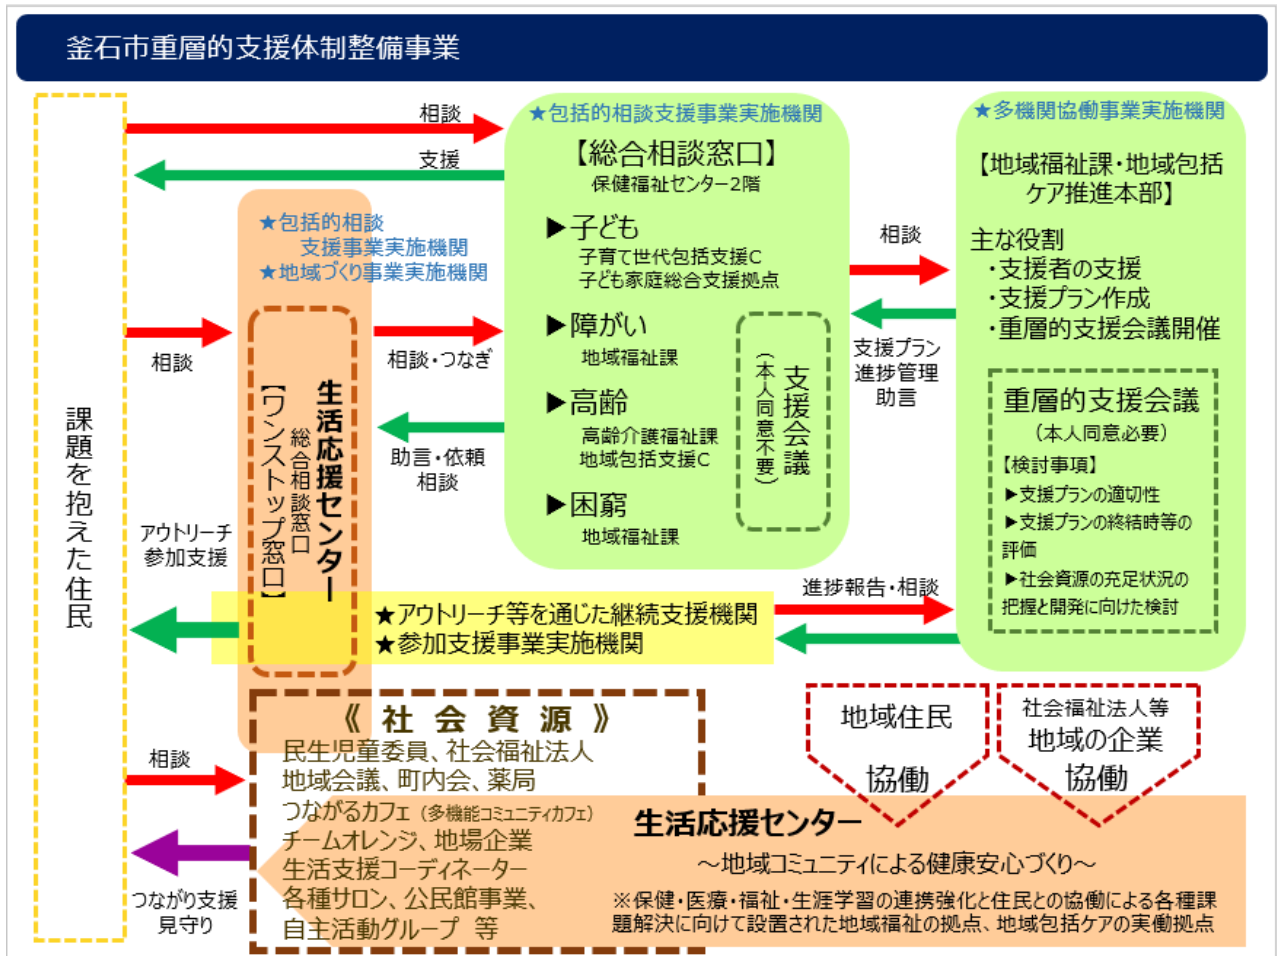 釜石市重層的支援体制整備事業
課題を抱えた住民
相談
支援
★包括的相談
支援事業実施機関
★地域づくり事業実施機関
相談
生活応援センター
総合相談窓口
【ワンストップ窓口】
相談・つなぎ
助言・依頼
相談
アウトリーチ
参加支援
★包括的相談支援事業実施機関
【総合相談窓口】
保健福祉センター2階
▶子ども
子育て世代包括支援C
子ども家庭総合支援拠点
▶障がい
地域福祉課
▶高齢
高齢介護福祉課
地域包括支援C
▶困窮
地域福祉課
支援会議
(本人同意不要)
相談
支援プラン
進捗管理
助言
★多機関協働事業実施機関
【地域福祉課・地域包括
ケア推進本部】
主な役割
・支援者の支援
・支援プラン作成
・重層的支援会議開催
重層的支援会議
(本人同意必要)
【検討事項】
▶支援プランの適切性
▶支援プランの終結時等の
評価
▶社会資源の充足状況の
把握と開発に向けた検討
★アウトリーチ等を通じた継続支援機関
★参加支援事業実施機関
進捗報告・相談
相談
つながり支援
見守り
《 社 会 資 源 》
民生児童委員、社会福祉法人
地域会議、町内会、薬局
つながるカフェ（多機能コミュニティカフェ）
チームオレンジ、地場企業
生活支援コーディネーター
各種サロン、公民館事業、
自主活動グループ 等
地域住民
協働
社会福祉法人等
地域の企業
協働
生活応援センター
～地域コミュニティによる健康安心づくり～
※保健・医療・福祉・生涯学習の連携強化と住民との協働による各種課
題解決に向けて設置された地域福祉の拠点、地域包括ケアの実働拠点